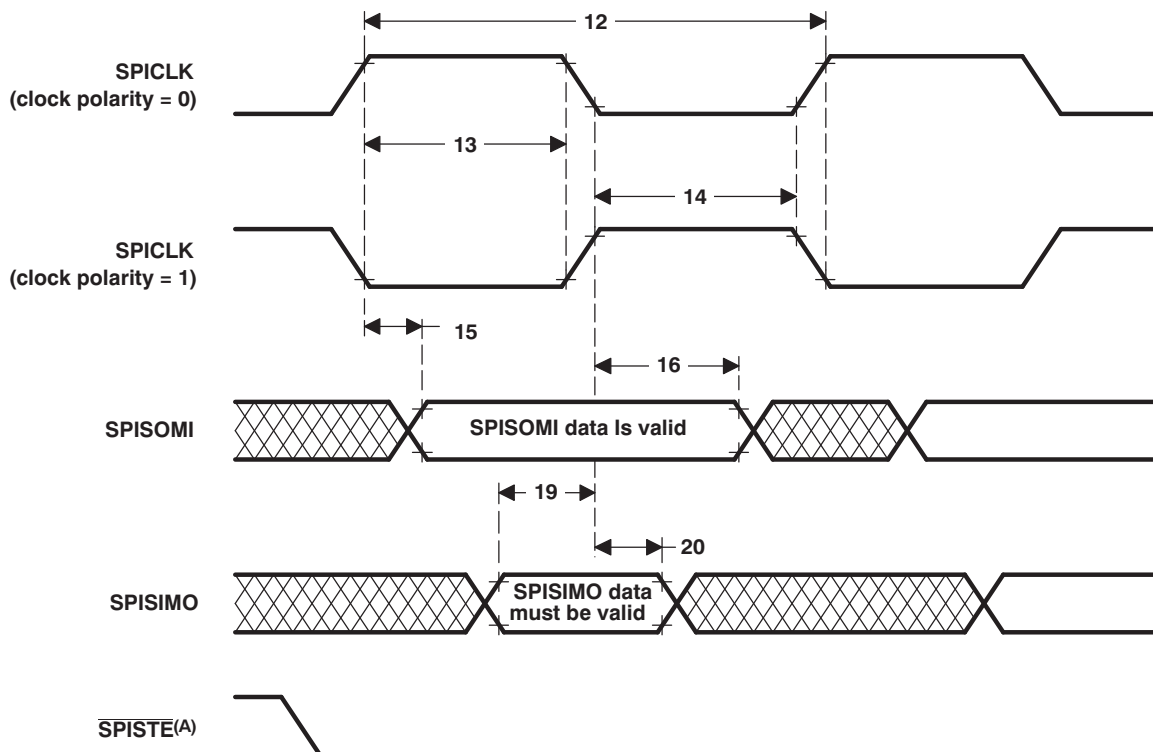 12
SPICLK
(clock polarity = 0)
13
14
SPICLK
(clock polarity = 1)
15
16
SPISOMI
SPISOMI data Is valid
19
20
SPISIMO
SPISIMO data
must be valid
SPISTE(A)